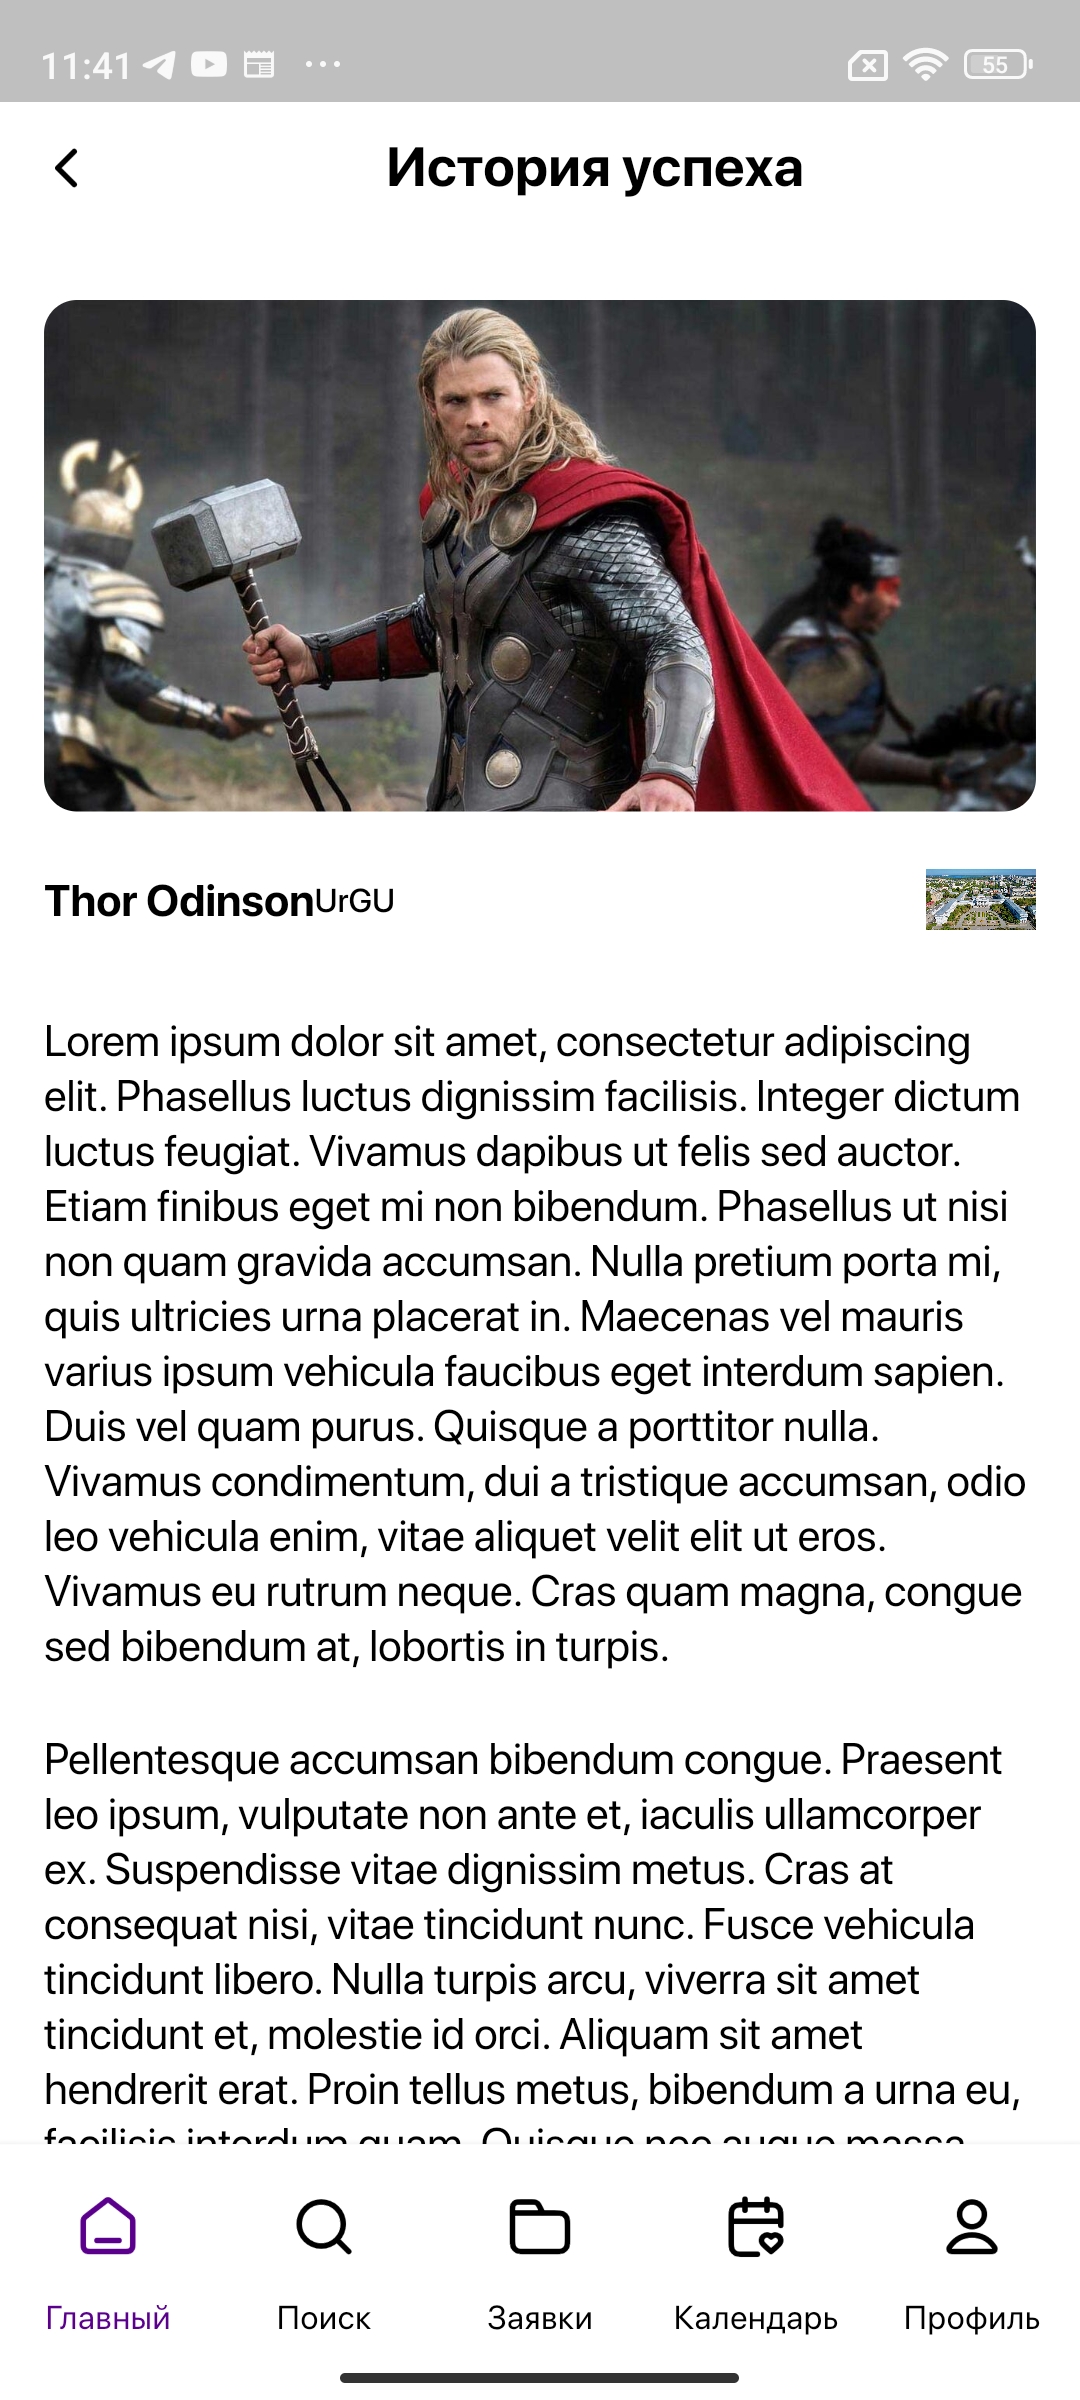 11:41
55
История успеха
Thor OdinsonUrGU
Lorem ipsum dolor sit amet, consectetur adipiscing
elit. Phasellus luctus dignissim facilisis. Integer dictum
luctus feugiat. Vivamus dapibus ut felis sed auctor.
Etiam finibus eget mi non bibendum. Phasellus ut nisi
non quam gravida accumsan. Nulla pretium porta mi,
quis ultricies urna placerat in. Maecenas vel mauris
varius ipsum vehicula faucibus eget interdum sapien.
Duis vel quam purus. Quisque a porttitor nulla.
Vivamus condimentum, dui a tristique accumsan, odio
leo vehicula enim, vitae aliquet velit elit ut eros.
Vivamus eu rutrum neque. Cras quam magna, congue
sed bibendum at, lobortis in turpis.
Pellentesque accumsan bibendum congue. Praesent
leo ipsum, vulputate non ante et, iaculis ullamcorper
ex. Suspendisse vitae dignissim metus. Cras at
consequat nisi, vitae tincidunt nunc. Fusce vehicula
tincidunt libero. Nulla turpis arcu, viverra sit amet
tincidunt et, molestie id orci. Aliquam sit amet
hendrerit erat. Proin tellus metus, bibendum a urna eu,
facilisis interdum quam. Quisque nec augue massa.
Главный
Поиск
Заявки
Календарь
Профиль